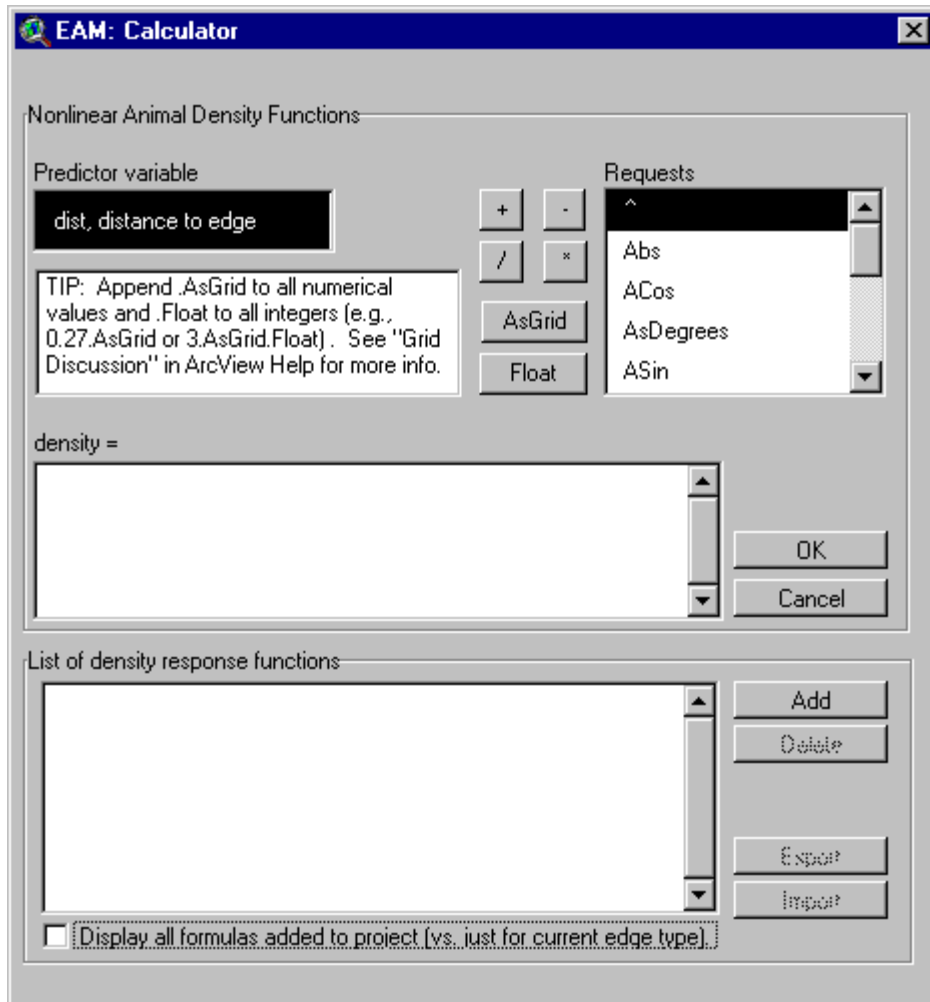 EAM: Calculator
Nonlinear Animal Density Functions
Predictor variable
Requests
dist, distance to edge
+ -
/ *
^
Abs
ACos
AsDegrees
ASin
TIP: Append .AsGrid to all numerical
values and .Float to all integers (e.g.,
0.27.AsGrid or 3.AsGrid.Float) . See "Grid
Discussion" in ArcView Help for more info.
AsGrid
Float
density =
OK
Cancel
List of density response functions
Add
Delete
Export
Import
Display all formulas added to project (vs. just for current edge type).